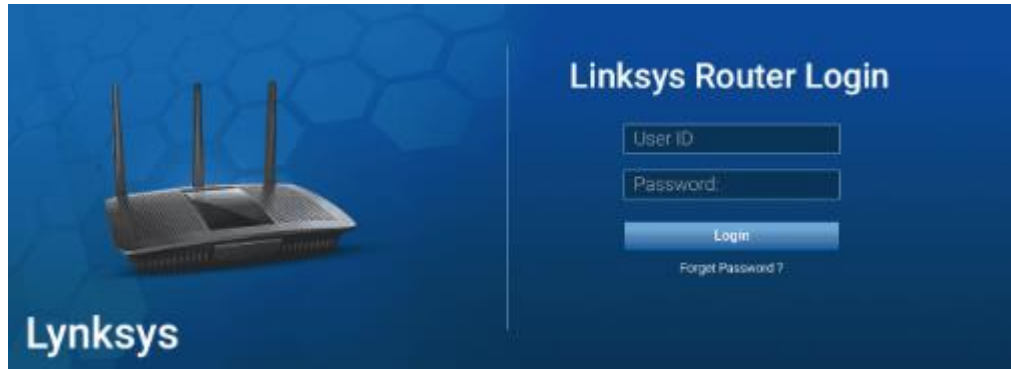 Linksys Router Login
User ID
Password:
Login
Forget Password ?
Lynksys